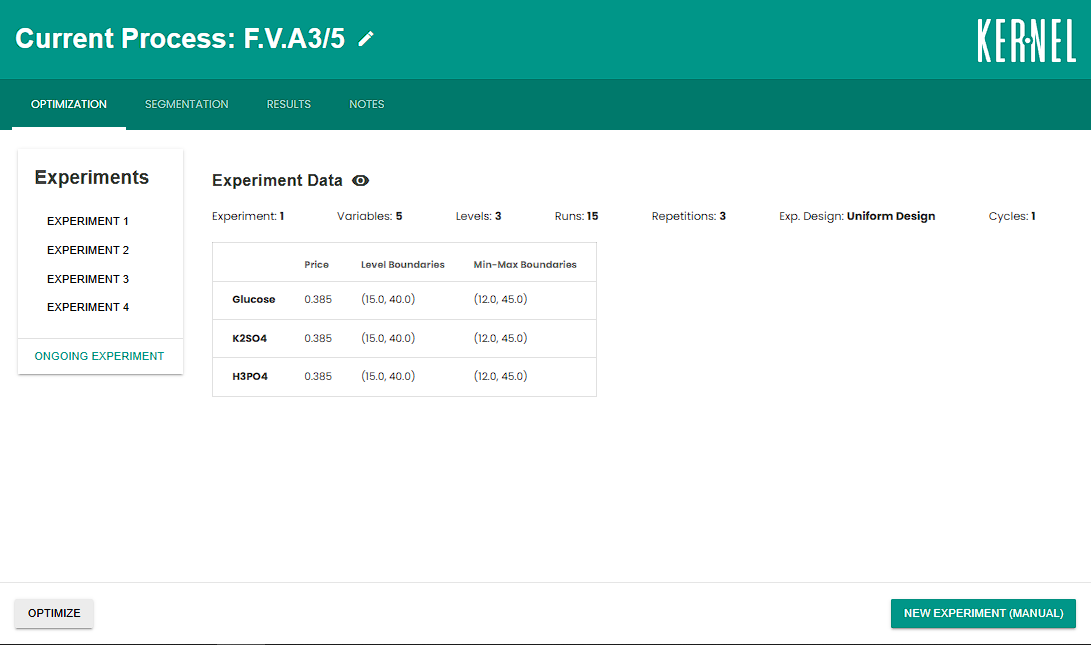 Current Process: F.V.A3/5
KERNEL
OPTIMIZATION SEGMENTATION RESULTS NOTES
Experiments
EXPERIMENT 1
EXPERIMENT 2
EXPERIMENT 3
EXPERIMENT 4
ONGOING EXPERIMENT
Experiment Data
Experiment: 1 Variables: 5 Levels: 3 Runs: 15 Repetitions: 3 Exp. Design: Uniform Design Cycles: 1
Price Level Boundaries Min-Max Boundaries
Glucose 0.385 (15.0, 40.0) (12.0, 45.0)
K2SO4 0.385 (15.0, 40.0) (12.0, 45.0)
H3PO4 0.385 (15.0, 40.0) (12.0, 45.0)
OPTIMIZE
NEW EXPERIMENT (MANUAL)